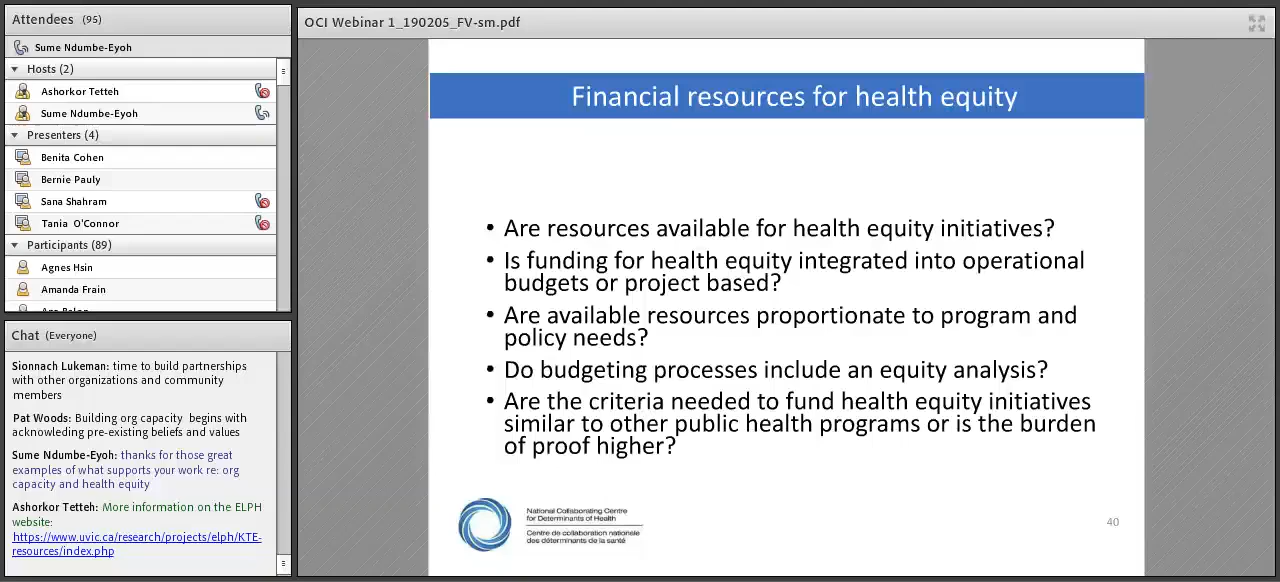 Attendees (95)
Sume Ndumbe-Eyoh
Hosts (2)
Ashorkor Tetteh
Sume Ndumbe-Eyoh
Presenters (4)
Benita Cohen
Bernie Pauly
Sana Shahram
Tania O'Connor
Participants (89)
Agnes Hsin
Amanda Frain
Chat (Everyone)
Sionnach Lukeman: time to build partnerships
with other organizations and community
members
Pat Woods: Building org capacity begins with
acknowleding pre-existing beliefs and values
Sume Ndumbe-Eyoh: thanks for those great
examples of what supports your work re: org
capacity and health equity
Ashorkor Tetteh: More information on the ELPH
website:
https://www.uvic.ca/research/projects/elph/KTE-
resources/index.php
OCI Webinar 1_190205_FV-sm.pdf
Financial resources for health equity
• Are resources available for health equity initiatives?
• Is funding for health equity integrated into operational
budgets or project based?
• Are available resources proportionate to program and
policy needs?
• Do budgeting processes include an equity analysis?
• Are the criteria needed to fund health equity initiatives
similar to other public health programs or is the burden
of proof higher?
National Collaborating Centre
for Determinants of Health
Centre de collaboration nationale
des déterminants de la santé
40